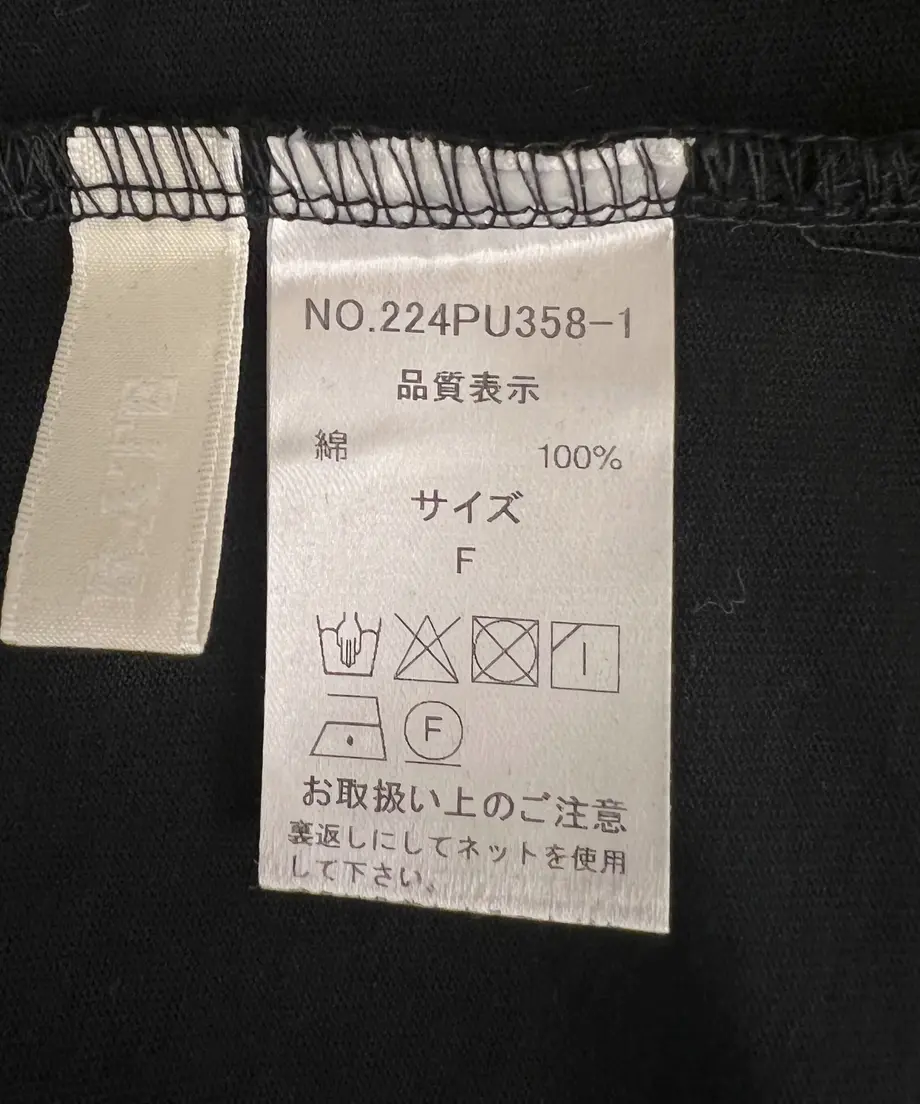 NO.224PU358-1
品質表示
綿 100%
サイズ
F
F
お取扱い上のご注意
裏返しにしてネットを使用
して下さい。